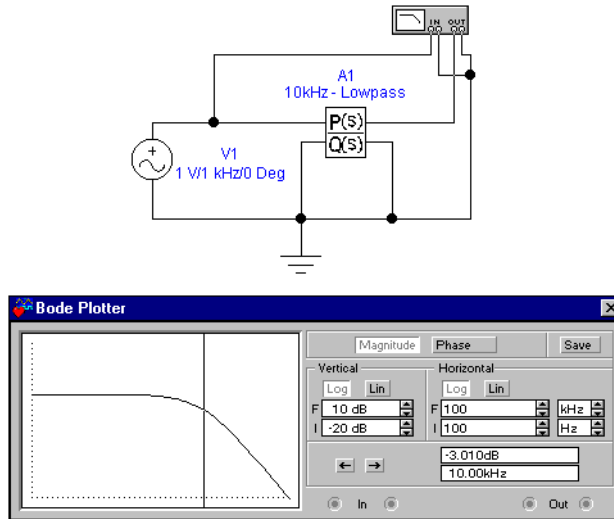 IN OUT
A1
10kHz - Lowpass
P(s)
Q(s)
V1
1 V/1 kHz/0 Deg
Bode Plotter
Magnitude Phase Save
Vertical Horizontal
Log Lin Log Lin
F 10 dB F 100 kHz
I -20 dB I 100 Hz
-3.010dB
10.00kHz
In Out